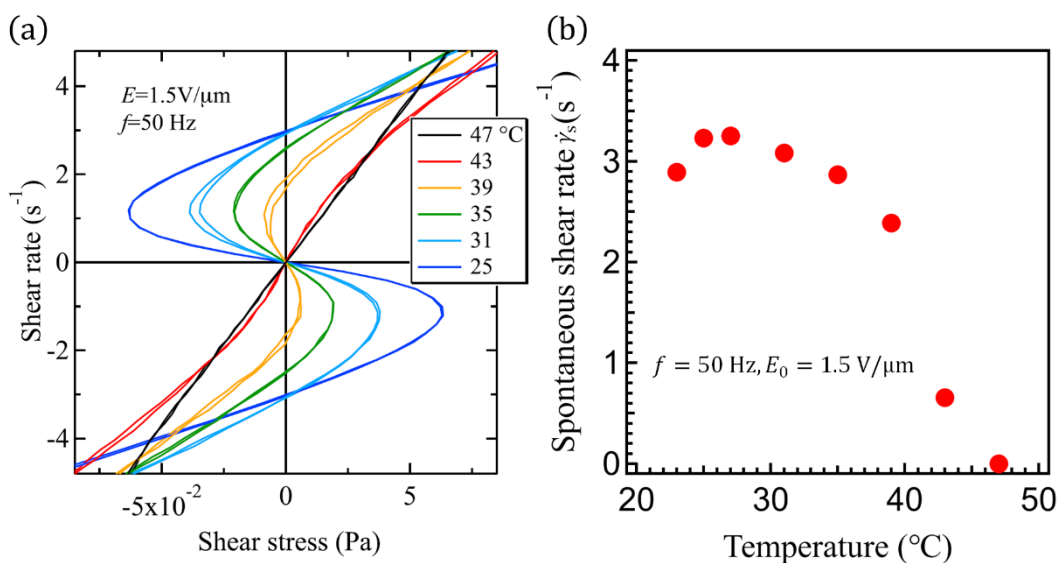 (a)
E=1.5V/μm
f=50 Hz
47 °C
43
39
35
31
25
4
2
0
-2
-4
Shear rate (s⁻¹)
-5x10⁻²
0
5
Shear stress (Pa)
(b)
4
3
2
1
0
Spontaneous shear rate γ̇ₛ(s⁻¹)
f = 50 Hz, E₀ = 1.5 V/μm
20
30
40
50
Temperature (°C)